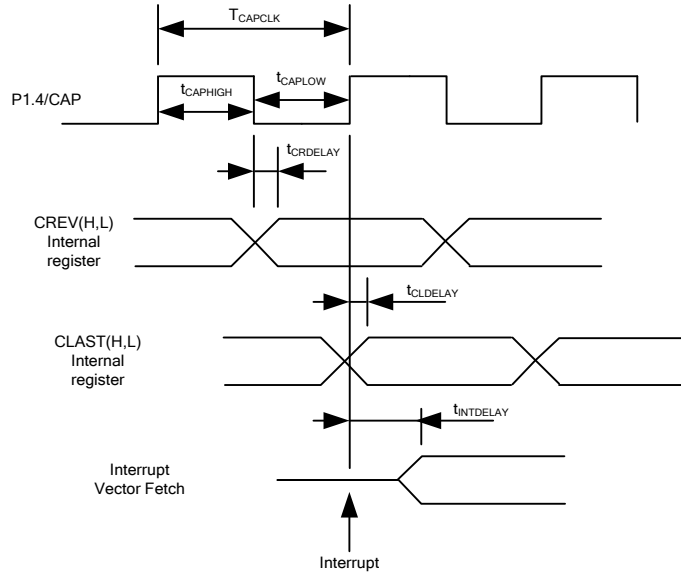 TCAPCLK
P1.4/CAP
tCAPHIGH
tCAPLOW
tCRDELAY
CREV(H,L)
Internal
register
tCLDELAY
CLAST(H,L)
Internal
register
tINTDELAY
Interrupt
Vector Fetch
Interrupt